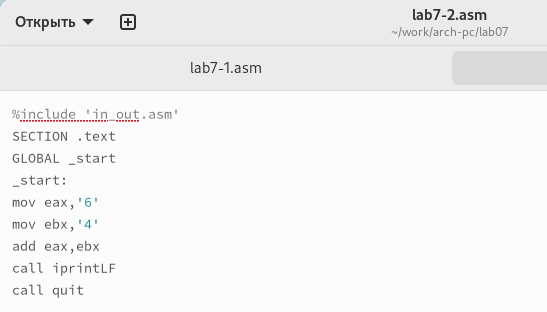 Открыть
lab7-2.asm
~/work/arch-pc/lab07
lab7-1.asm
%include 'in_out.asm'
SECTION .text
GLOBAL _start
_start:
mov eax,'6'
mov ebx,'4'
add eax,ebx
call iprintLF
call quit